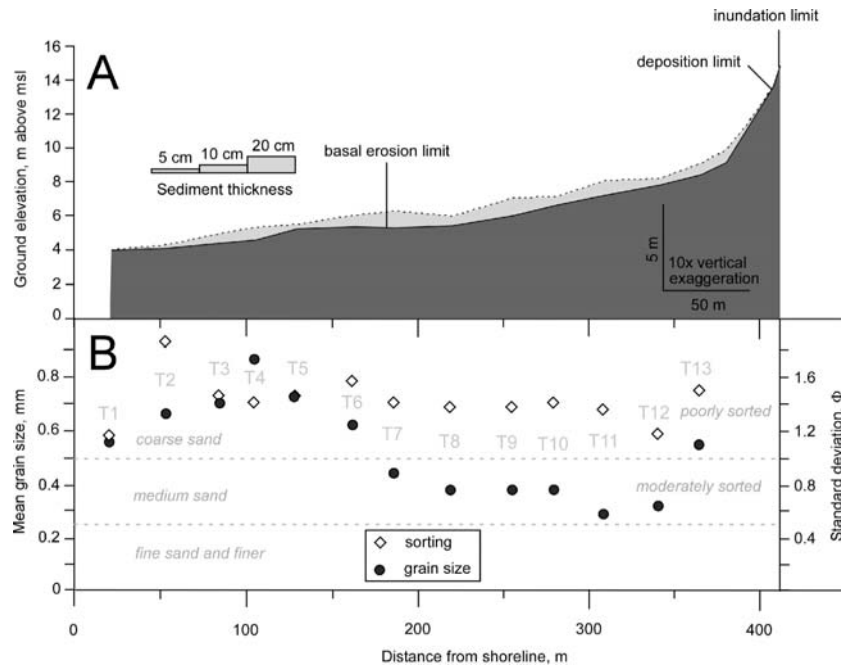 inundation limit
deposition limit
A
16
14
12
10
8
6
4
2
0
Ground elevation, m above msl
5 cm
10 cm
20 cm
Sediment thickness
basal erosion limit
5 m
10x vertical
exaggeration
50 m
B
0.8
0.6
0.4
0.2
0
Mean grain size, mm
T1
T2
T3
T4
T5
T6
T7
T8
T9
T10
T11
T12
T13
coarse sand
medium sand
fine sand and finer
poorly sorted
moderately sorted
sorting
grain size
1.6
1.2
0.8
0.4
Standard deviation, Φ
0
100
200
300
400
Distance from shoreline, m